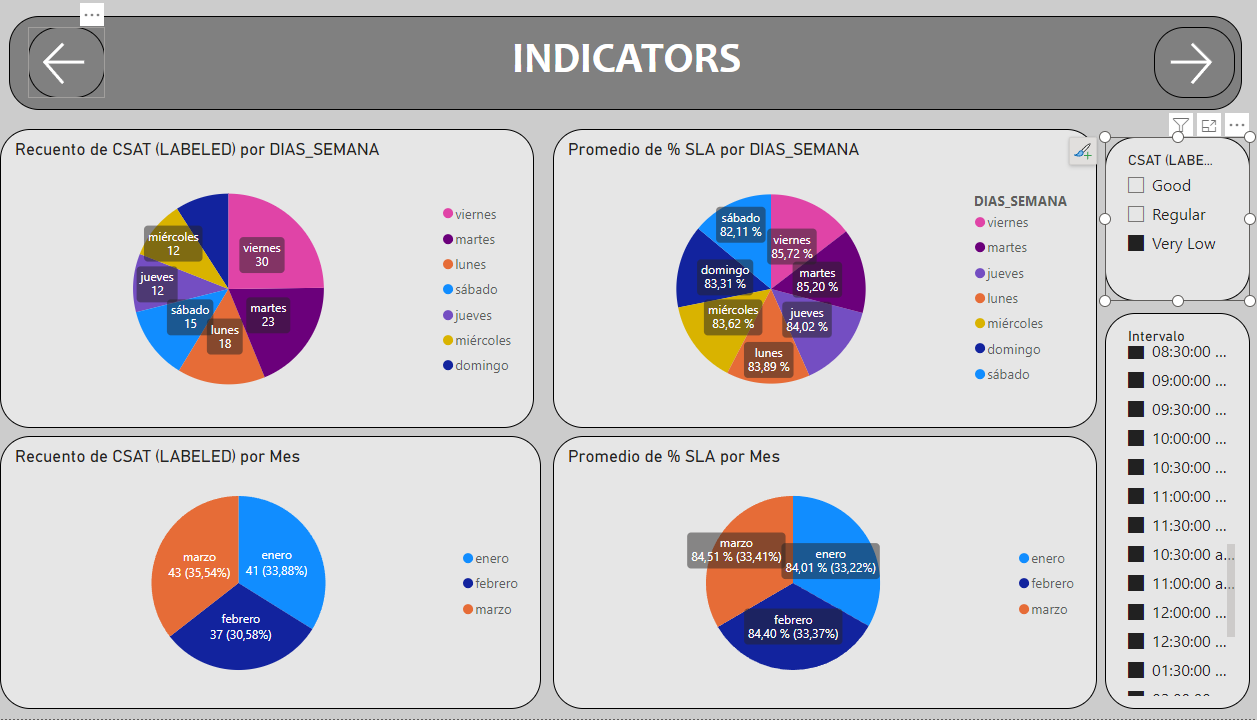 INDICATORS
Recuento de CSAT (LABELED) por DIAS_SEMANA
viernes
30
martes
23
lunes
18
sábado
15
jueves
12
miércoles
12
viernes
martes
lunes
sábado
jueves
miércoles
domingo
Promedio de % SLA por DIAS_SEMANA
viernes
85,72 %
martes
85,20 %
jueves
84,02 %
lunes
83,89 %
miércoles
83,62 %
domingo
83,31 %
sábado
82,11 %
DIAS_SEMANA
viernes
martes
jueves
lunes
miércoles
domingo
sábado
CSAT (LABE...
Good
Regular
Very Low
Intervalo
08:30:00 ...
09:00:00 ...
09:30:00 ...
10:00:00 ...
10:30:00 ...
11:00:00 ...
11:30:00 ...
10:30:00 a...
11:00:00 a...
12:00:00 ...
12:30:00 ...
01:30:00 ...
Recuento de CSAT (LABELED) por Mes
enero
41 (33,88%)
febrero
37 (30,58%)
marzo
43 (35,54%)
enero
febrero
marzo
Promedio de % SLA por Mes
marzo
84,51 % (33,41%)
enero
84,01 % (33,22%)
febrero
84,40 % (33,37%)
enero
febrero
marzo